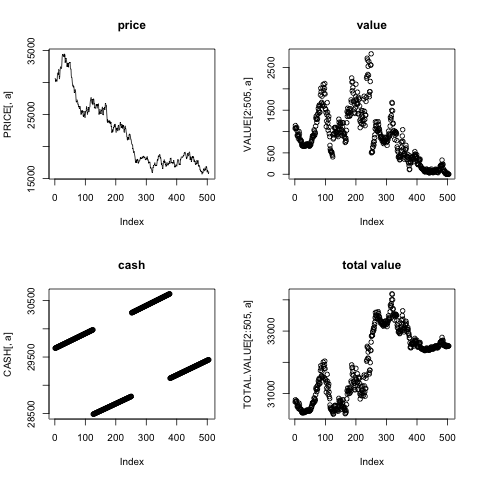 price
PRICE[, a]
35000
25000
15000
0 100 200 300 400 500
Index
value
VALUE[2:505, a]
2500
1500
500
0
0 100 200 300 400 500
Index
cash
CASH[, a]
30500
29500
28500
0 100 200 300 400 500
Index
total value
TOTAL.VALUE[2:505, a]
33000
31000
0 100 200 300 400 500
Index